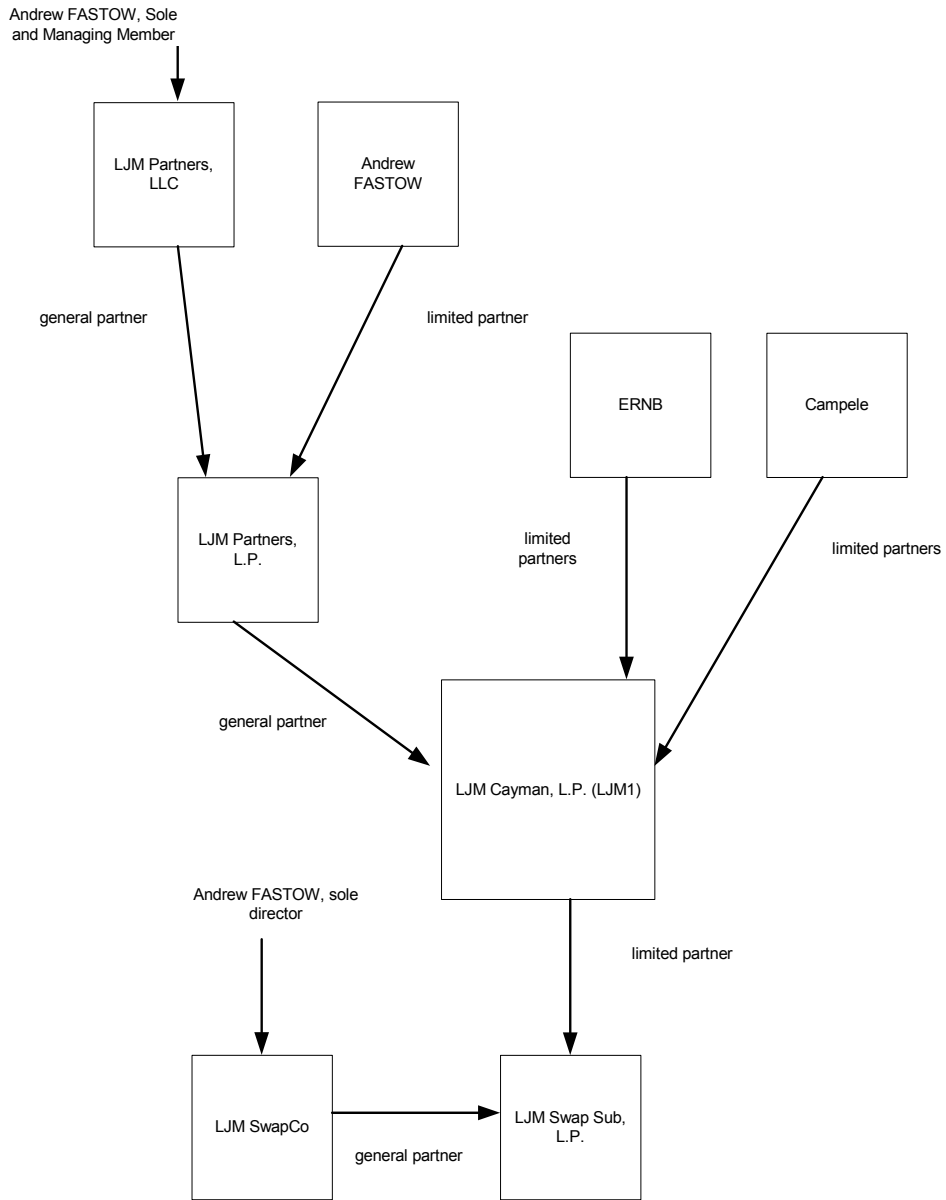 Andrew FASTOW, Sole
and Managing Member
LJM Partners,
LLC
Andrew
FASTOW
general partner
limited partner
ERNB
Campele
LJM Partners,
L.P.
limited
partners
limited partners
general partner
LJM Cayman, L.P. (LJM1)
Andrew FASTOW, sole
director
limited partner
LJM SwapCo
general partner
LJM Swap Sub,
L.P.